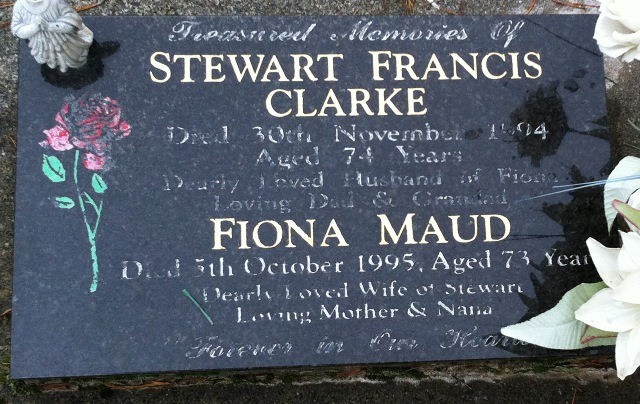 Treasured Memories Of
STEWART FRANCIS
CLARKE
Died 30th November 1994
Aged 74 Years
Dearly Loved Husband of Fiona
Loving Dad & Grandad
FIONA MAUD
Died 5th October 1995, Aged 73 Years
Dearly Loved Wife of Stewart
Loving Mother & Nana
"Forever in Our Hearts